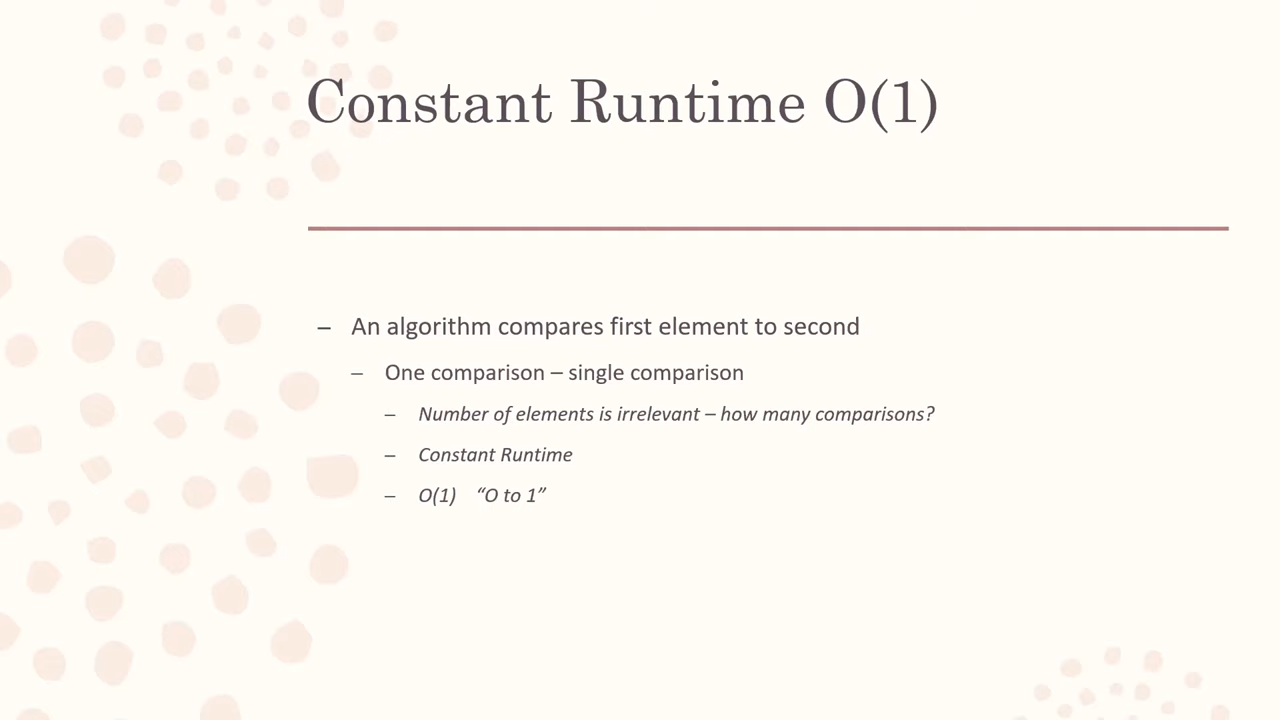 Constant Runtime O(1)
– An algorithm compares first element to second
– One comparison – single comparison
– Number of elements is irrelevant – how many comparisons?
– Constant Runtime
– O(1) “O to 1”